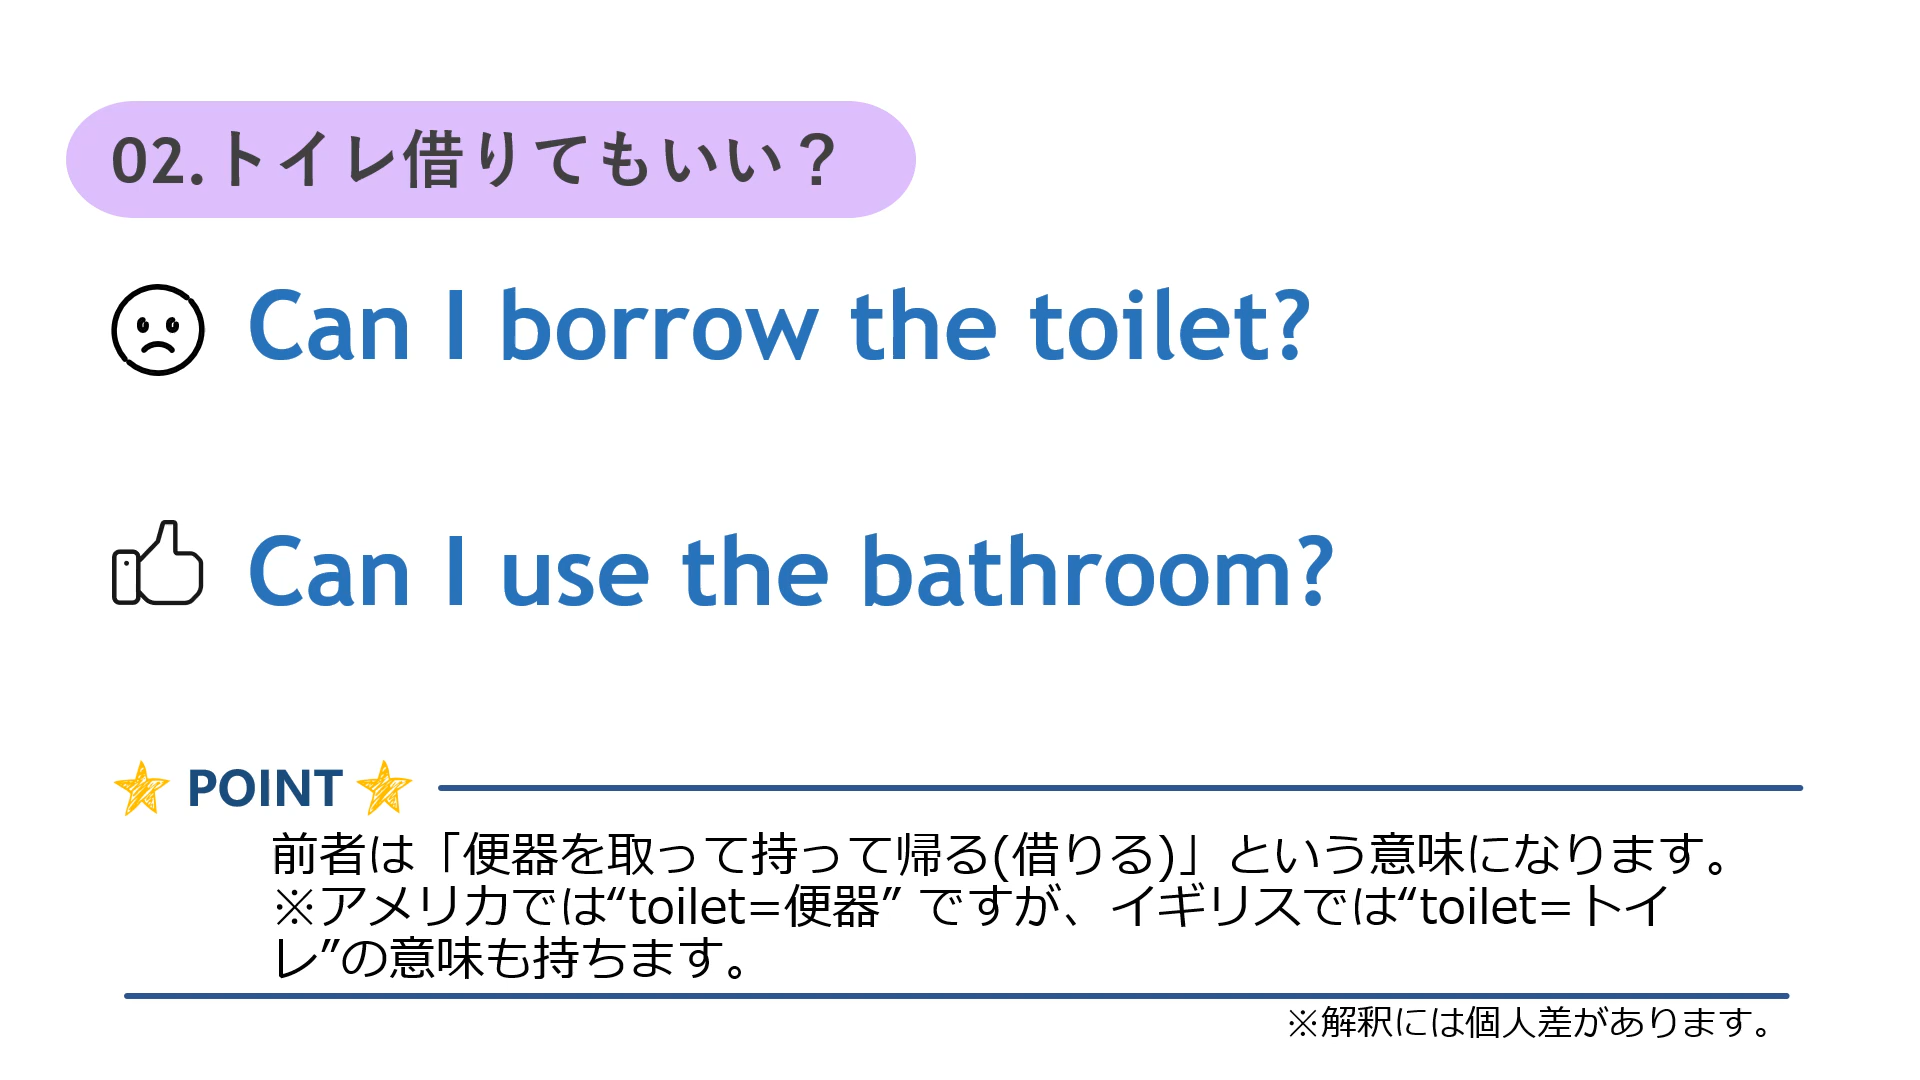 02.トイレ借りてもいい？
Can I borrow the toilet?
Can I use the bathroom?
POINT
前者は「便器を取って持って帰る(借りる)」という意味になります。
※アメリカでは“toilet=便器” ですが、イギリスでは“toilet=トイ
レ”の意味も持ちます。
※解釈には個人差があります。